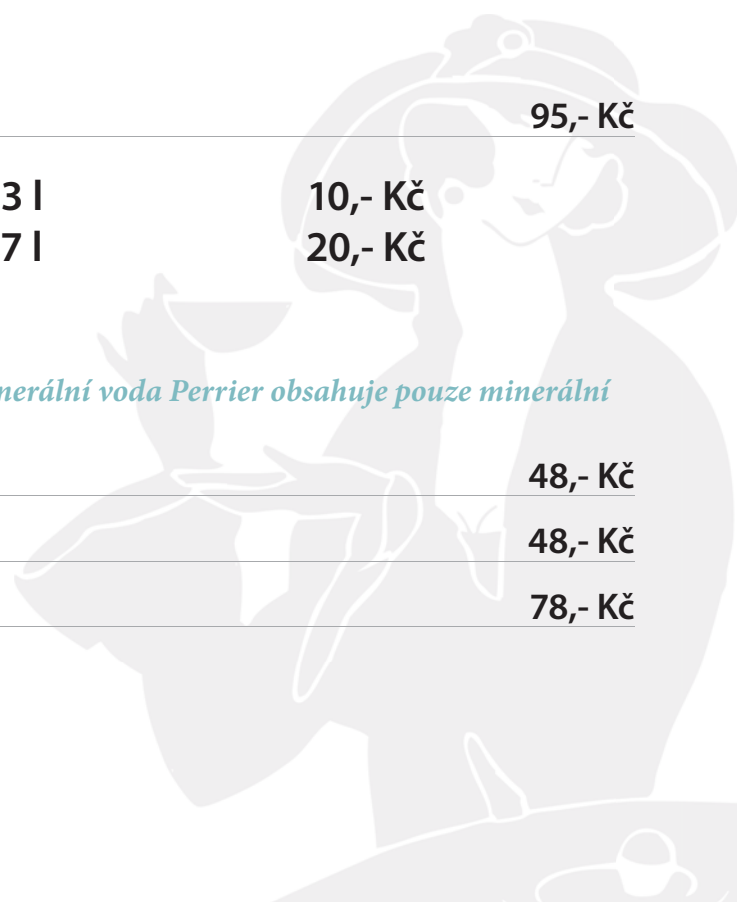 95,- Kč
3 l 10,- Kč
7 l 20,- Kč
nerální voda Perrier obsahuje pouze minerální
48,- Kč
48,- Kč
78,- Kč